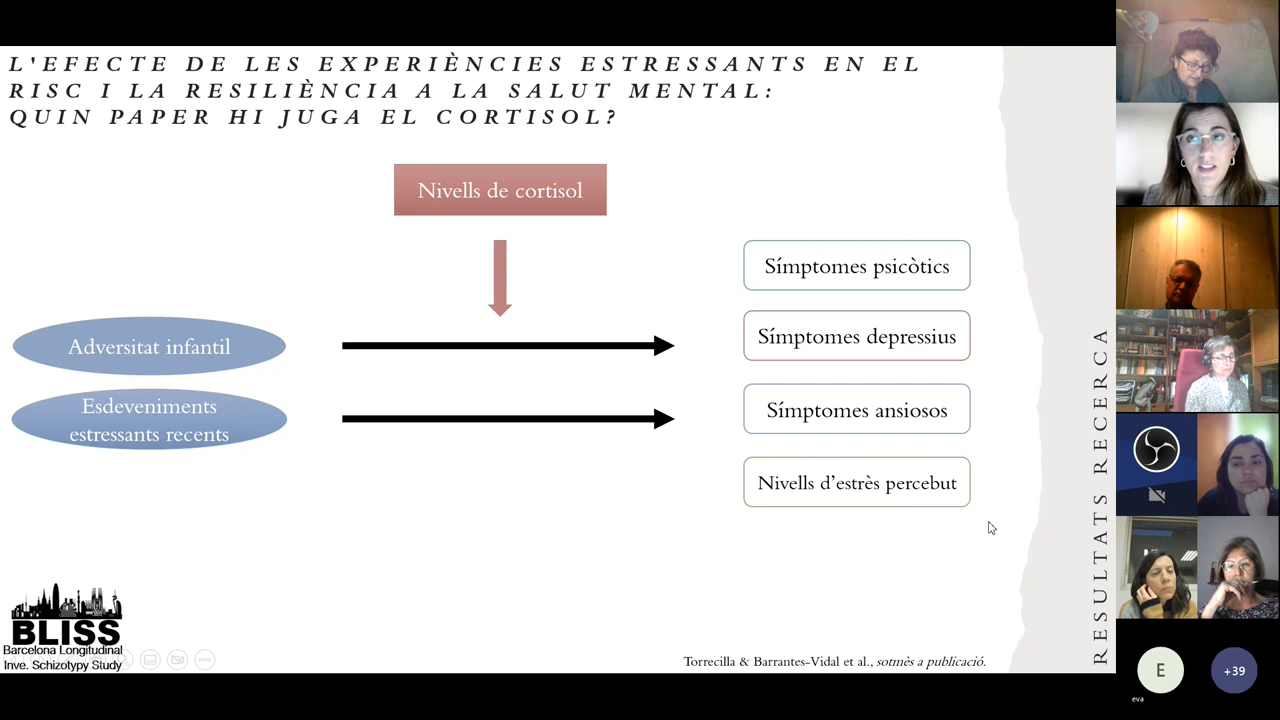 L'EFECTE DE LES EXPERIÈNCIES ESTRESSANTS EN EL
RISC I LA RESILIÈNCIA A LA SALUT MENTAL:
QUIN PAPER HI JUGA EL CORTISOL?
Nivells de cortisol
Adversitat infantil
Esdeveniments
estressants recents
Símptomes psicòtics
Símptomes depressius
Símptomes ansiosos
Nivells d'estrès percebut
RESULTATS RECERCA
BLISS
Barcelona Longitudinal
Inve. Schizotypy Study
Torrecilla & Barrantes-Vidal et al., sotmès a publicació.
E
eva
+39